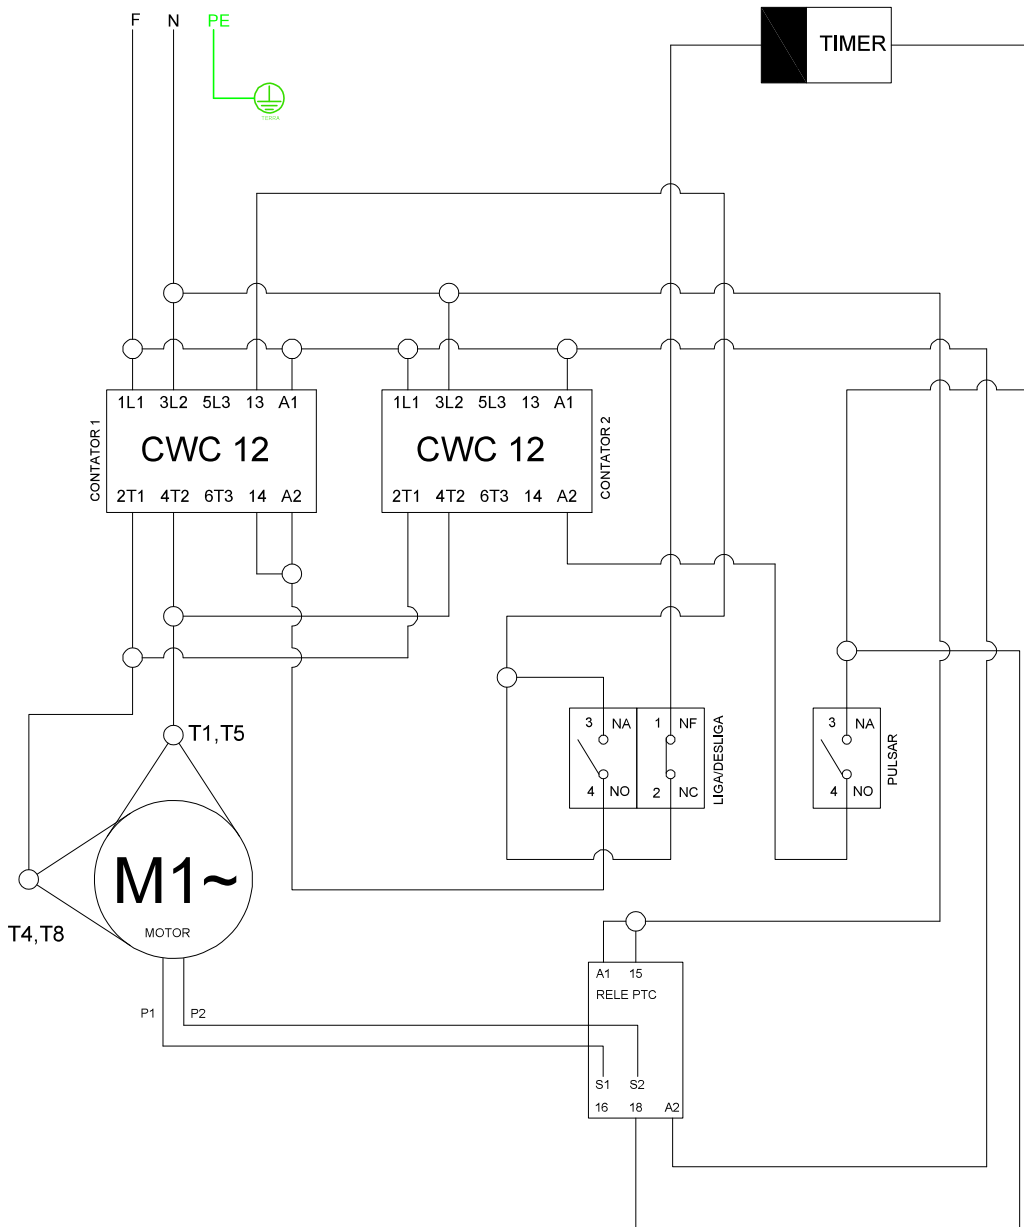 F N PE
TERRA
TIMER
CONTATOR 1
1L1 3L2 5L3 13 A1
CWC 12
2T1 4T2 6T3 14 A2
1L1 3L2 5L3 13 A1
CWC 12
2T1 4T2 6T3 14 A2
CONTATOR 2
T1,T5
3 NA
4 NO
1 NF
2 NC
LIGA/DESLIGA
3 NA
4 NO
PULSAR
M1~
MOTOR
T4,T8
P1 P2
A1 15
RELE PTC
S1 S2
16 18 A2